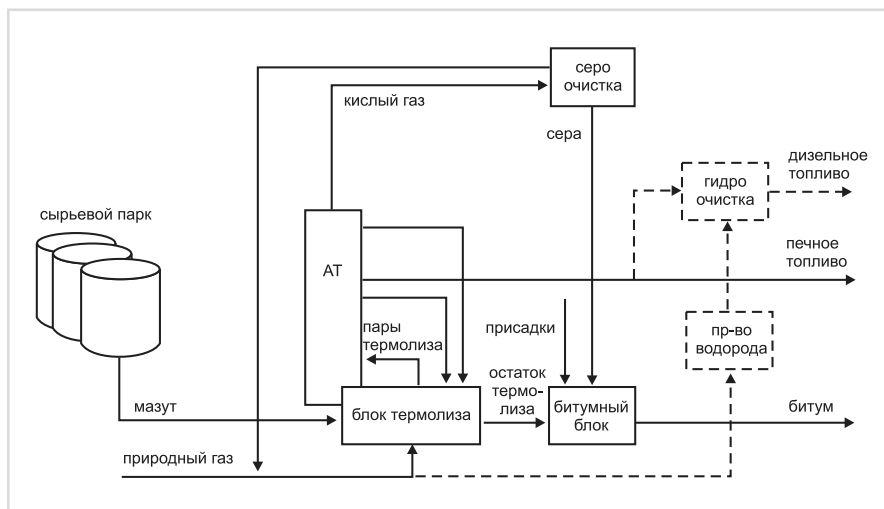 серо
очистка
кислый газ
сера
дизельное
топливо
гидро
очистка
сырьевой парк
АТ
печное
топливо
пары
термолиза
присадки
пр-во
водорода
остаток
термо-
лиза
мазут
блок термолиза
битумный
блок
битум
природный газ